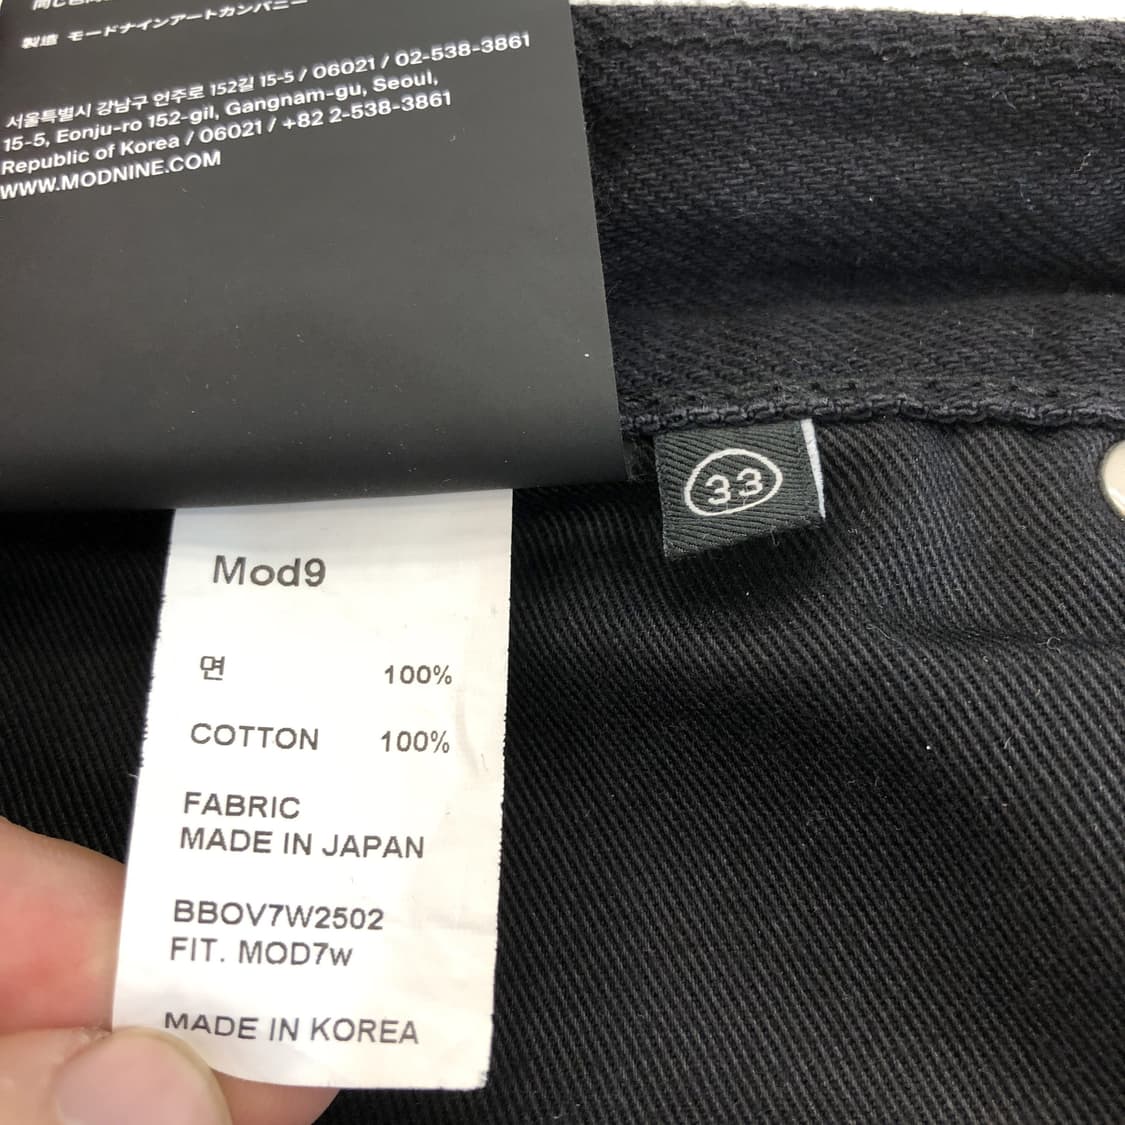 製造 モードナインアートカンパニー
서울특별시 강남구 언주로 152길 15-5 / 06021 / 02-538-3861
15-5, Eonju-ro 152-gil, Gangnam-gu, Seoul,
Republic of Korea / 06021 / +82 2-538-3861
WWW.MODNINE.COM
33
Mod9
면 100%
COTTON 100%
FABRIC
MADE IN JAPAN
BBOV7W2502
FIT. MOD7w
MADE IN KOREA